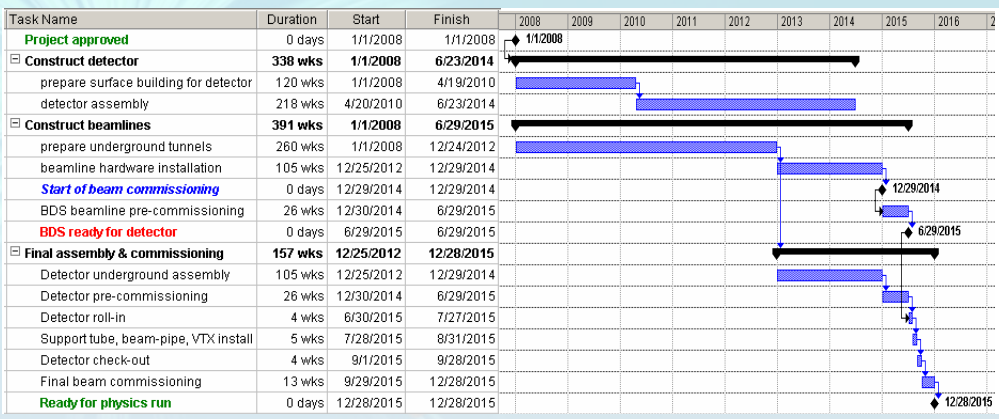 Task Name Duration Start Finish 2008 2009 2010 2011 2012 2013 2014 2015 2016 2
Project approved 0 days 1/1/2008 1/1/2008 1/1/2008
Construct detector 338 wks 1/1/2008 6/23/2014
prepare surface building for detector 120 wks 1/1/2008 4/19/2010
detector assembly 218 wks 4/20/2010 6/23/2014
Construct beamlines 391 wks 1/1/2008 6/29/2015
prepare underground tunnels 260 wks 1/1/2008 12/24/2012
beamline hardware installation 105 wks 12/25/2012 12/29/2014
Start of beam commissioning 0 days 12/29/2014 12/29/2014 12/29/2014
BDS beamline pre-commissioning 26 wks 12/30/2014 6/29/2015
BDS ready for detector 0 days 6/29/2015 6/29/2015 6/29/2015
Final assembly & commissioning 157 wks 12/25/2012 12/28/2015
Detector underground assembly 105 wks 12/25/2012 12/29/2014
Detector pre-commissioning 26 wks 12/30/2014 6/29/2015
Detector roll-in 4 wks 6/30/2015 7/27/2015
Support tube, beam-pipe, VTX install 5 wks 7/28/2015 8/31/2015
Detector check-out 4 wks 9/1/2015 9/28/2015
Final beam commissioning 13 wks 9/29/2015 12/28/2015
Ready for physics run 0 days 12/28/2015 12/28/2015 12/28/2015